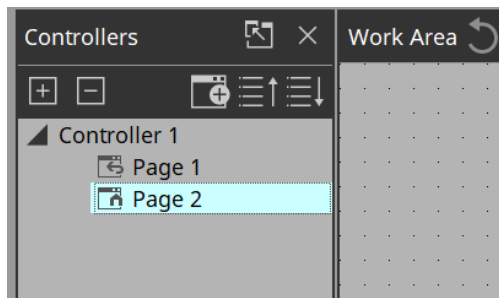 Controllers
Work Area
Controller 1
Page 1
Page 2